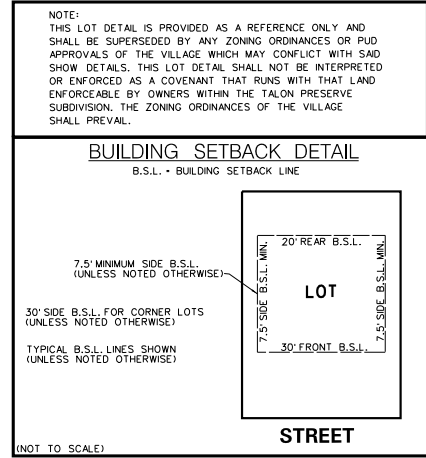 NOTE:
THIS LOT DETAIL IS PROVIDED AS A REFERENCE ONLY AND
SHALL BE SUPERSEDED BY ANY ZONING ORDINANCES OR PUD
APPROVALS OF THE VILLAGE WHICH MAY CONFLICT WITH SAID
SHOW DETAILS. THIS LOT DETAIL SHALL NOT BE INTERPRETED
OR ENFORCED AS A COVENANT THAT RUNS WITH THAT LAND
ENFORCEABLE BY OWNERS WITHIN THE TALON PRESERVE
SUBDIVISION. THE ZONING ORDINANCES OF THE VILLAGE
SHALL PREVAIL.
BUILDING SETBACK DETAIL
B.S.L. - BUILDING SETBACK LINE
20' REAR B.S.L.
7.5' MINIMUM SIDE B.S.L.
(UNLESS NOTED OTHERWISE)
7.5' SIDE B.S.L. MIN.
LOT
7.5' SIDE B.S.L. MIN.
30' SIDE B.S.L. FOR CORNER LOTS
(UNLESS NOTED OTHERWISE)
TYPICAL B.S.L. LINES SHOWN
(UNLESS NOTED OTHERWISE)
30' FRONT B.S.L.
STREET
(NOT TO SCALE)